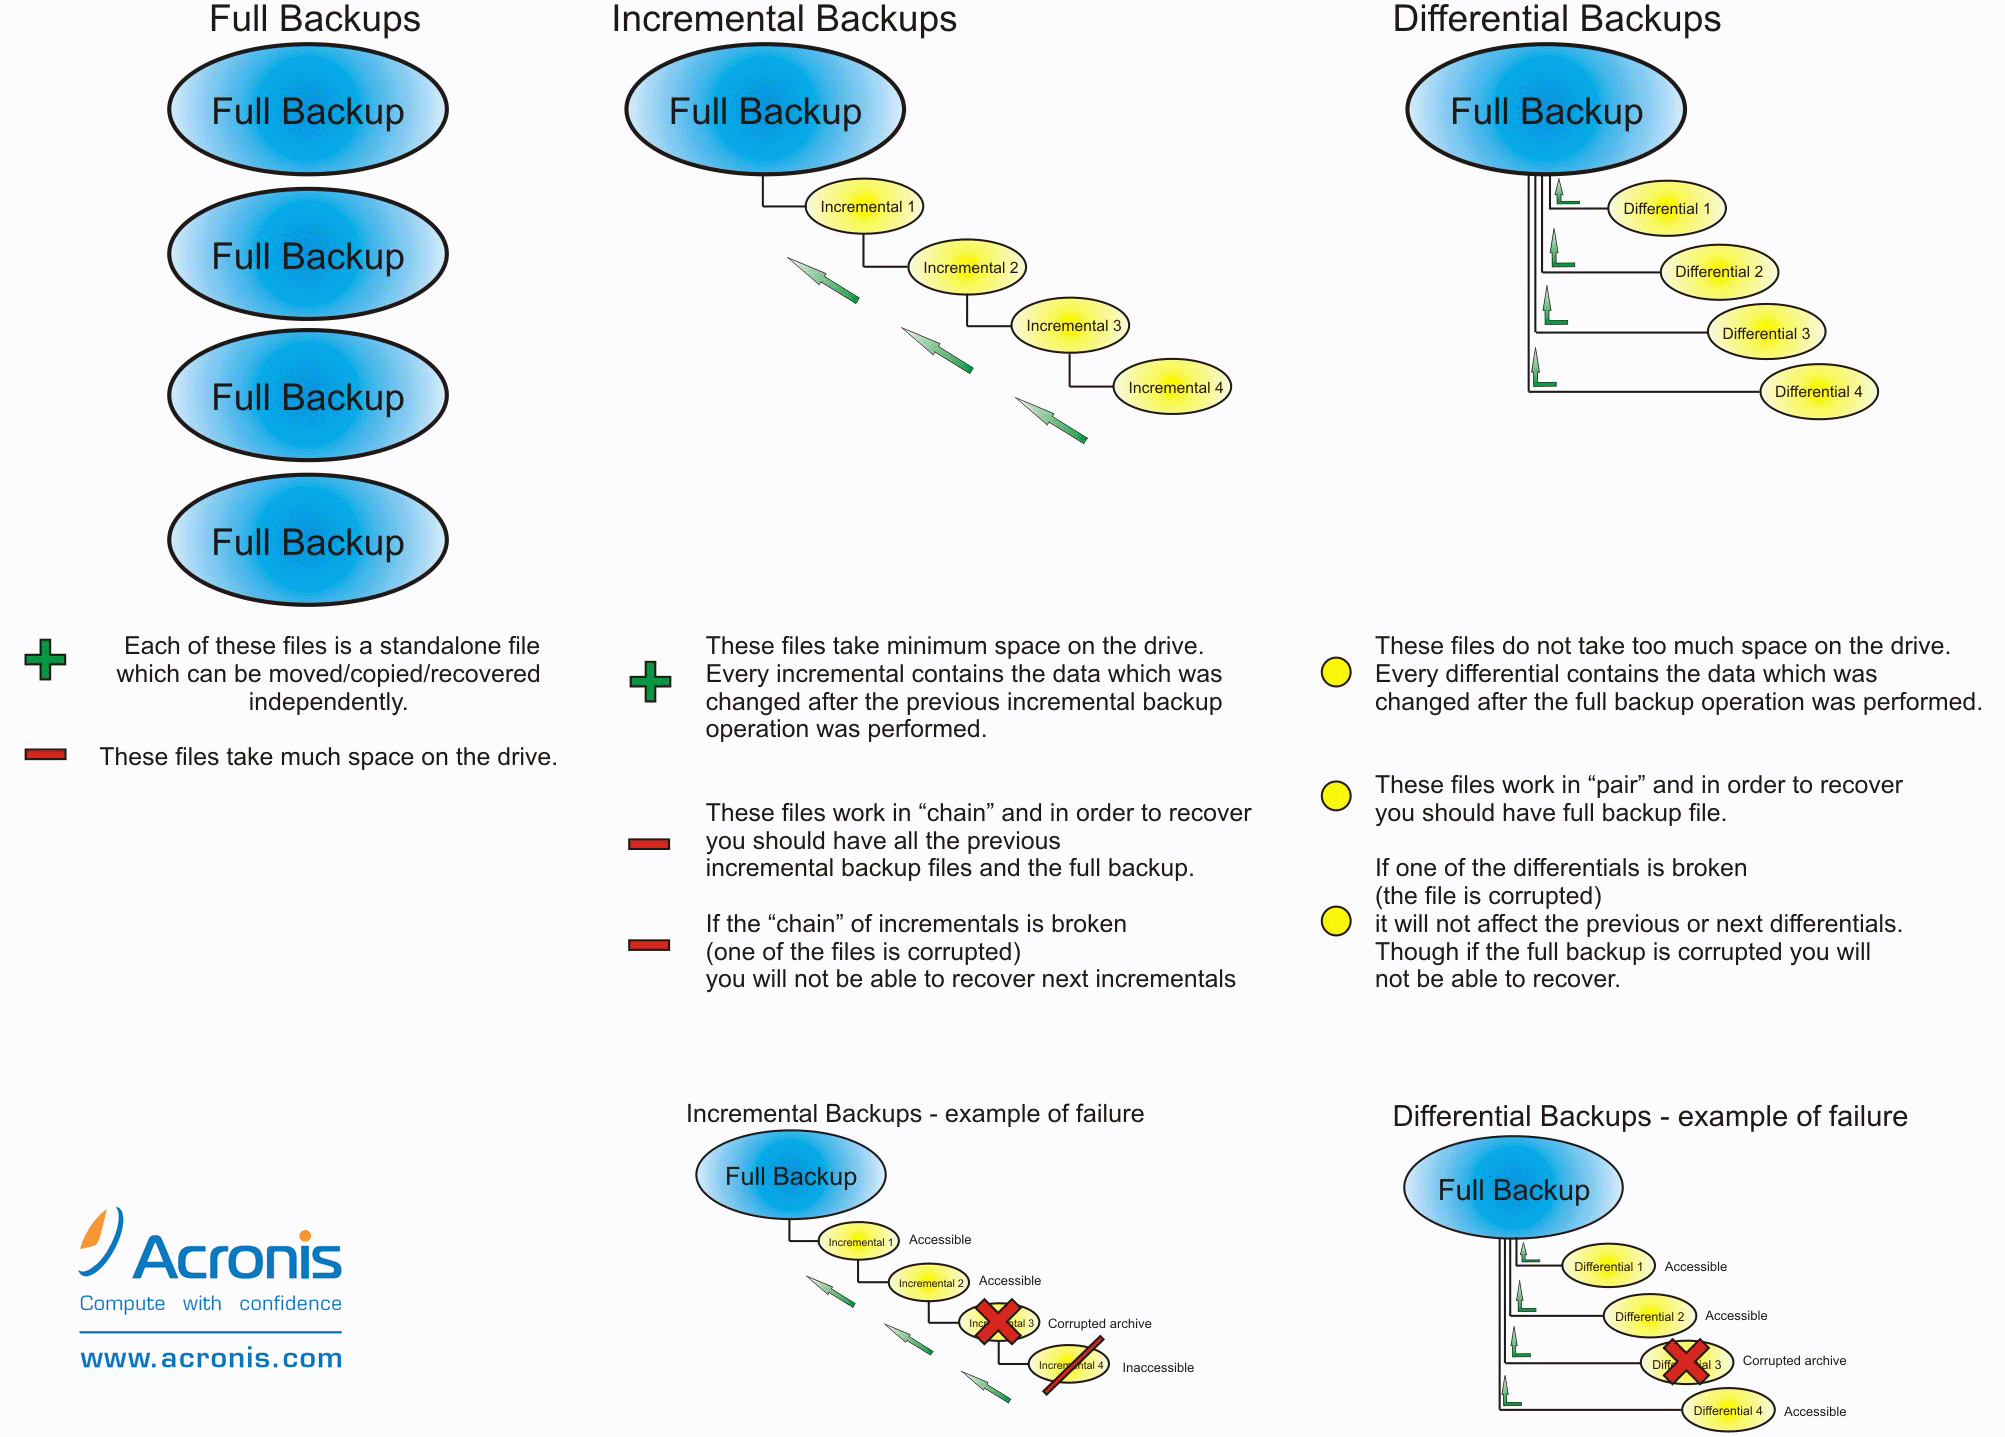 Full Backups
Full Backup
Full Backup
Full Backup
Full Backup
Each of these files is a standalone file
which can be moved/copied/recovered
independently.
These files take much space on the drive.
Incremental Backups
Full Backup
Incremental 1
Incremental 2
Incremental 3
Incremental 4
These files take minimum space on the drive.
Every incremental contains the data which was
changed after the previous incremental backup
operation was performed.
These files work in “chain” and in order to recover
you should have all the previous
incremental backup files and the full backup.
If the “chain” of incrementals is broken
(one of the files is corrupted)
you will not be able to recover next incrementals
Differential Backups
Full Backup
Differential 1
Differential 2
Differential 3
Differential 4
These files do not take too much space on the drive.
Every differential contains the data which was
changed after the full backup operation was performed.
These files work in “pair” and in order to recover
you should have full backup file.
If one of the differentials is broken
(the file is corrupted)
it will not affect the previous or next differentials.
Though if the full backup is corrupted you will
not be able to recover.
Acronis
Compute with confidence
www.acronis.com
Incremental Backups - example of failure
Full Backup
Incremental 1 Accessible
Incremental 2 Accessible
Incremental 3 Corrupted archive
Incremental 4 Inaccessible
Differential Backups - example of failure
Full Backup
Differential 1 Accessible
Differential 2 Accessible
Differential 3 Corrupted archive
Differential 4 Accessible